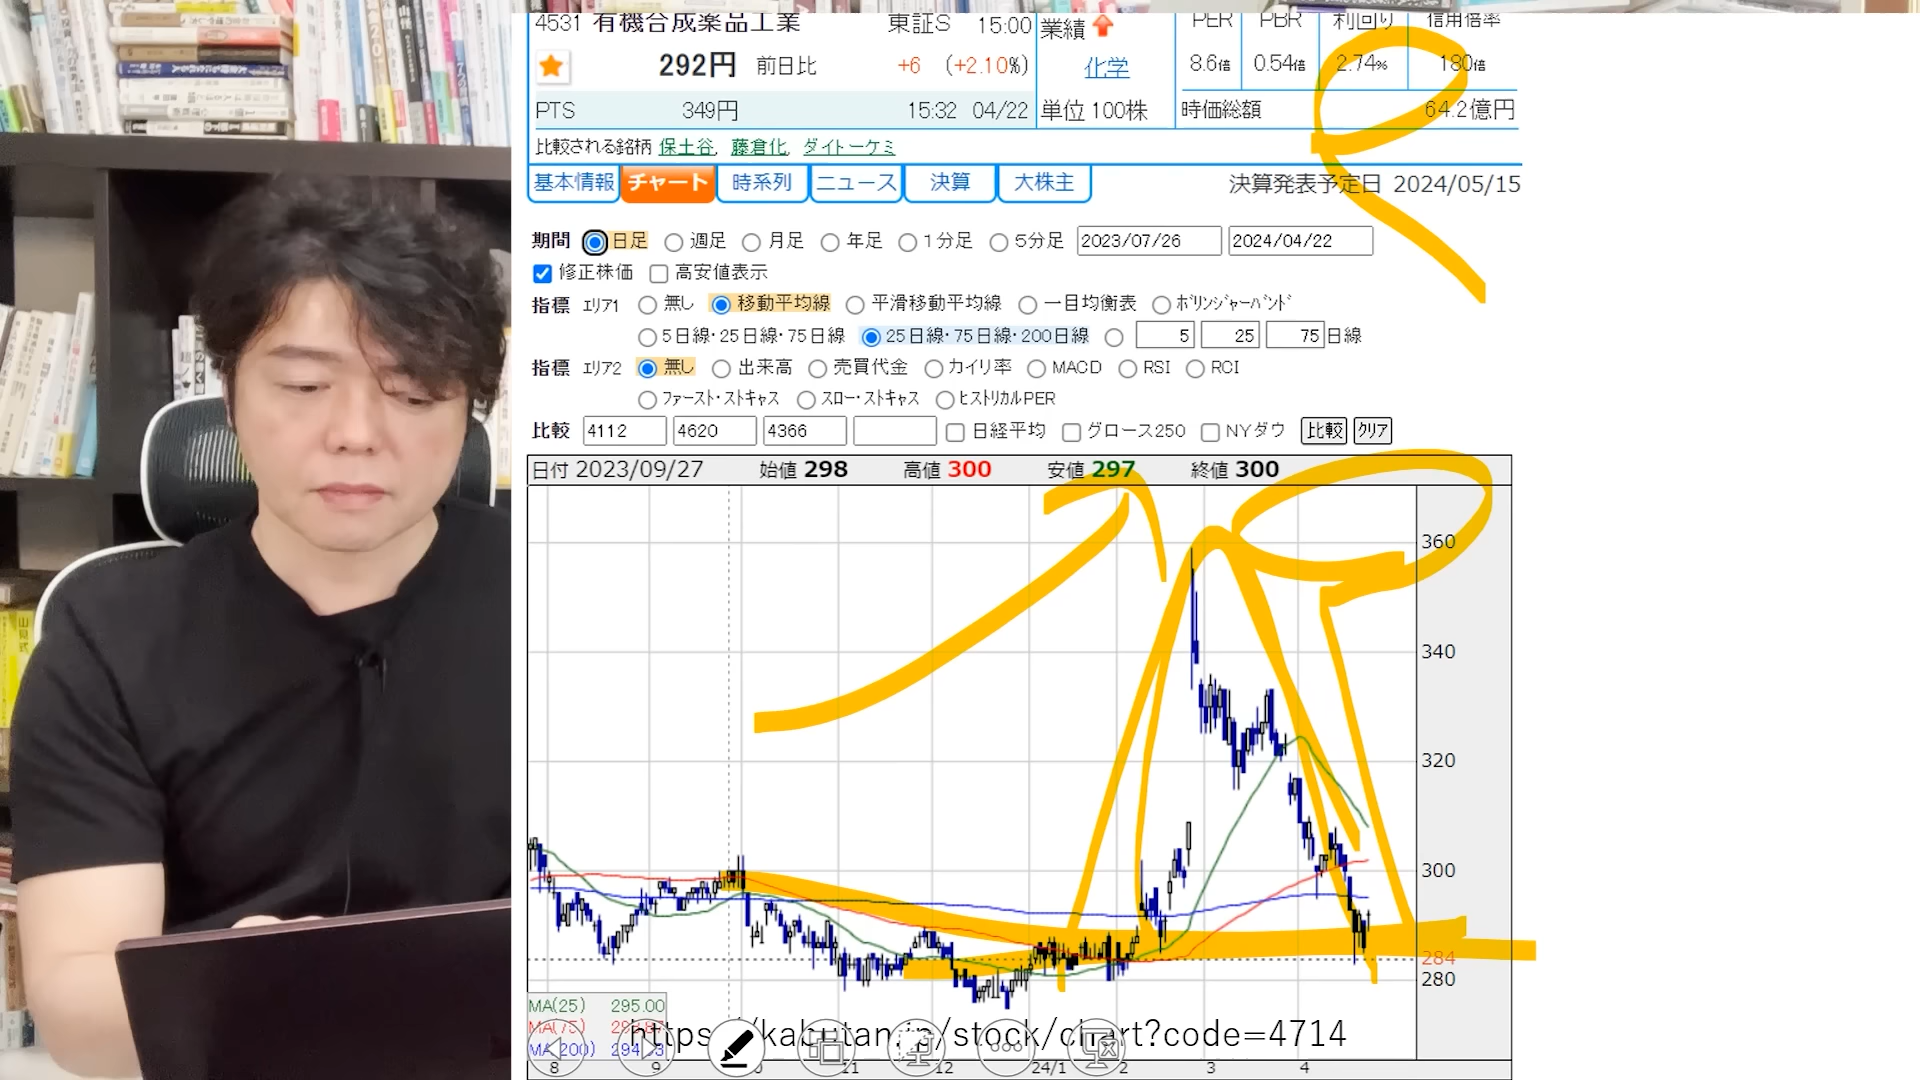 4531 有機合成薬品工業 東証S 15:00 業績 PER PBR 利回り 信用倍率
292円 前日比 +6 (+2.10%) 化学 8.6倍 0.54倍 2.74% 180倍
PTS 349円 15:32 04/22 単位 100株 時価総額 64.2億円
比較される銘柄 保土谷, 藤倉化, ダイトーケミ
基本情報 チャート 時系列 ニュース 決算 大株主 決算発表予定日 2024/05/15
期間 日足 週足 月足 年足 1分足 5分足 2023/07/26 2024/04/22
修正株価 高安値表示
指標 エリア1 無し 移動平均線 平滑移動平均線 一目均衡表 ボリンジャーバンド
5日線・25日線・75日線 25日線・75日線・200日線 5 25 75 日線
指標 エリア2 無し 出来高 売買代金 カイリ率 MACD RSI RCI
ファースト・ストキャス スロー・ストキャス ヒストリカルPER
比較 4112 4620 4366 日経平均 グロース250 NYダウ 比較 クリア
日付 2023/09/27 始値 298 高値 300 安値 297 終値 300
360
340
320
300
284
280
MA(25) 295.00
MA(75)
MA(200)
https://kabutan.jp/stock/chart?code=4714
8 9 11 12 24/1 2 3 4